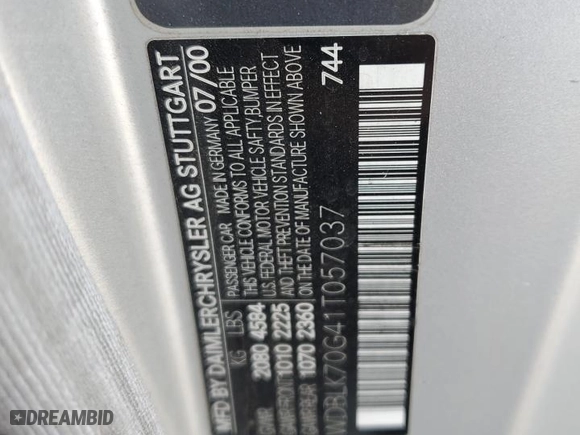 MFD BY DAIMLERCHRYSLER AG STUTTGART
PASSENGER CAR MADE IN GERMANY 07/00
KG LBS THIS VEHICLE CONFORMS TO ALL APPLICABLE
2080 4584 U.S. FEDERAL MOTOR VEHICLE SAFTY,BUMPER
1010 2225 AND THEFT PREVENTION STANDARDS IN EFFECT
1070 2360 ON THE DATE OF MANUFACTURE SHOWN ABOVE
WDBLK70G41T057037 744
DREAMBID